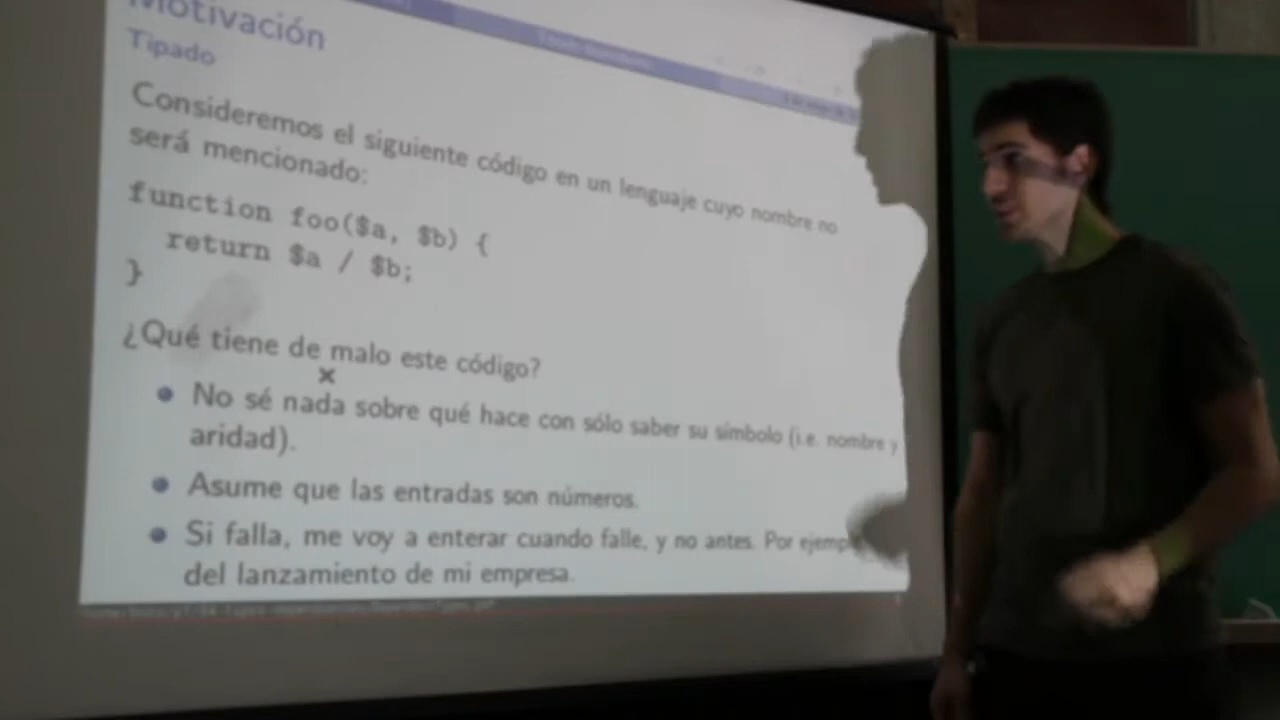 Motivación
Tipado
Consideremos el siguiente código en un lenguaje cuyo nombre no
será mencionado:
function foo($a, $b) {
return $a / $b;
}
¿Qué tiene de malo este código?
No sé nada sobre qué hace con sólo saber su símbolo (i.e. nombre y
aridad).
Asume que las entradas son números.
Si falla, me voy a enterar cuando falle, y no antes. Por
del lanzamiento de mi empresa.